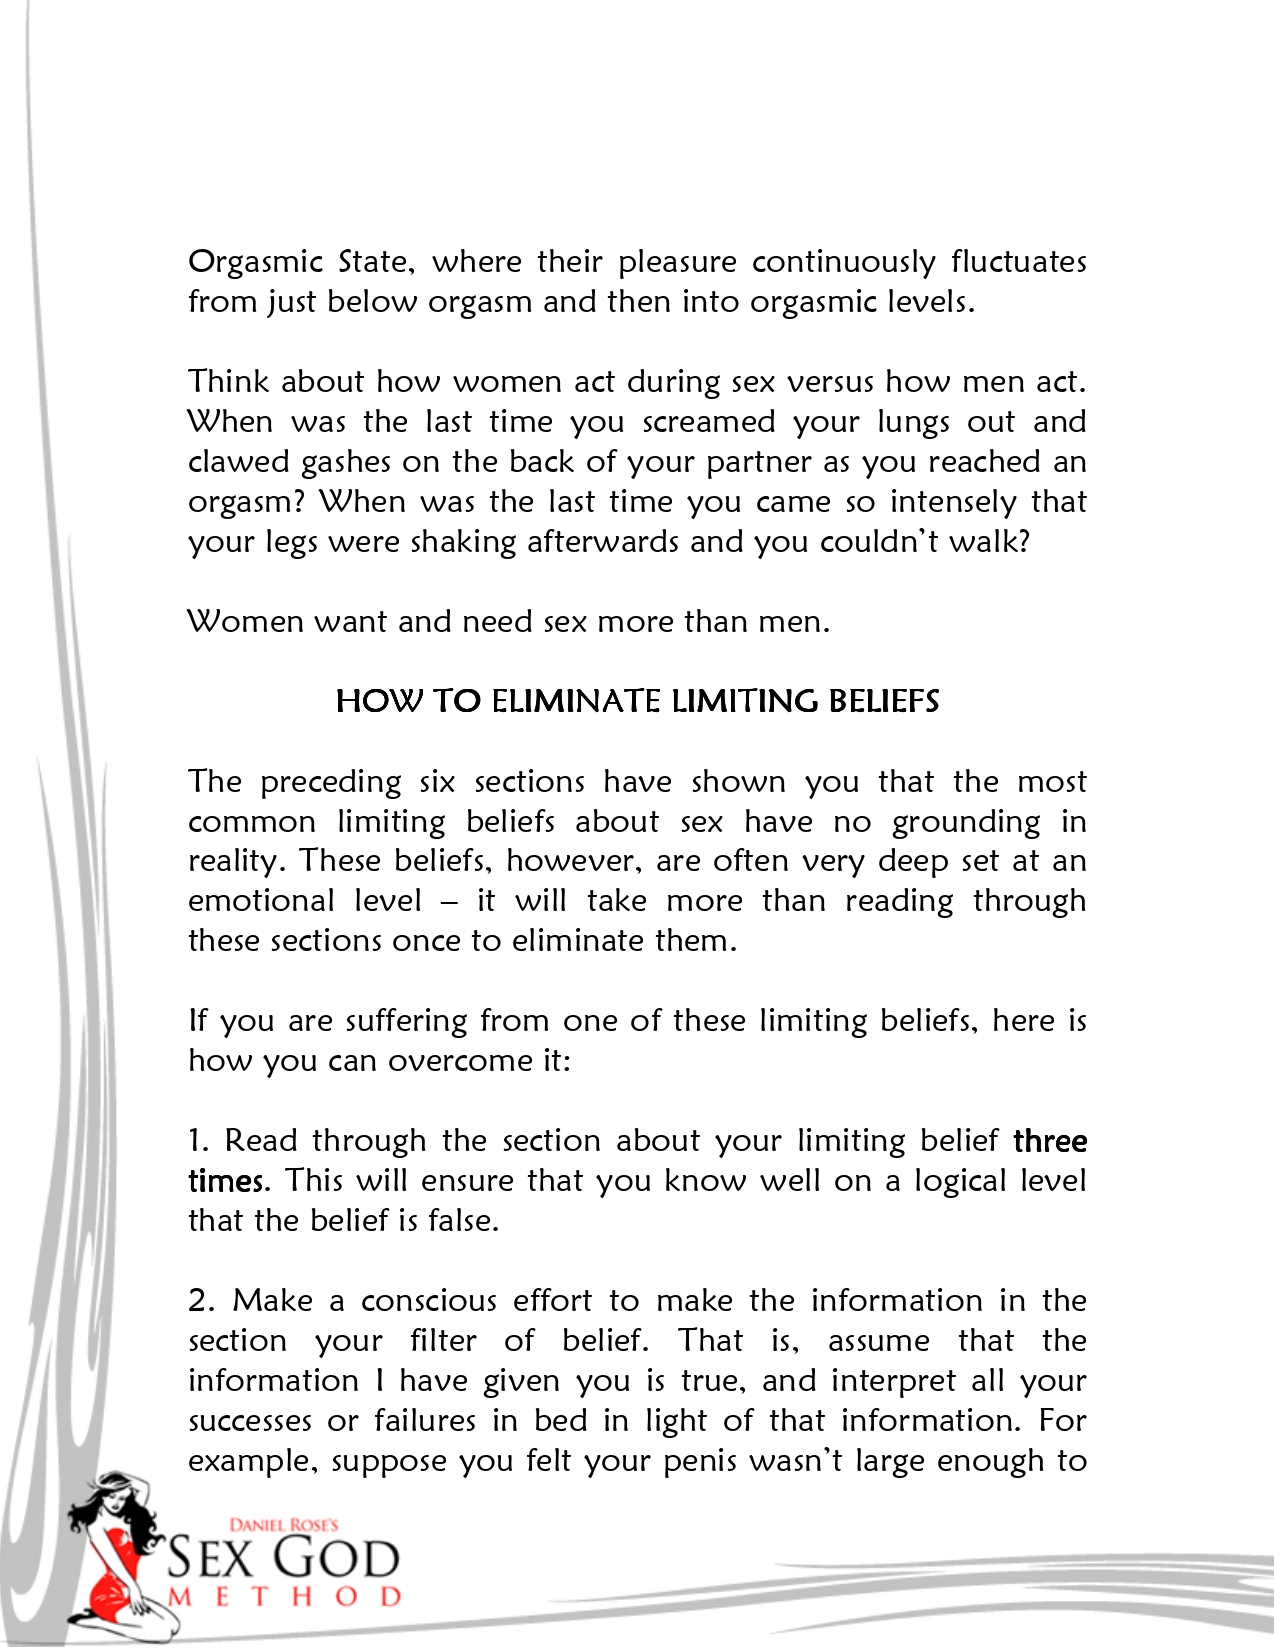 Orgasmic State, where their pleasure continuously fluctuates
from just below orgasm and then into orgasmic levels.
Think about how women act during sex versus how men act.
When was the last time you screamed your lungs out and
clawed gashes on the back of your partner as you reached an
orgasm? When was the last time you came so intensely that
your legs were shaking afterwards and you couldn’t walk?
Women want and need sex more than men.
HOW TO ELIMINATE LIMITING BELIEFS
The preceding six sections have shown you that the most
common limiting beliefs about sex have no grounding in
reality. These beliefs, however, are often very deep set at an
emotional level – it will take more than reading through
these sections once to eliminate them.
If you are suffering from one of these limiting beliefs, here is
how you can overcome it:
1. Read through the section about your limiting belief three
times. This will ensure that you know well on a logical level
that the belief is false.
2. Make a conscious effort to make the information in the
section your filter of belief. That is, assume that the
information I have given you is true, and interpret all your
successes or failures in bed in light of that information. For
example, suppose you felt your penis wasn’t large enough to
DANIEL ROSE'S
SEX GOD
METHOD